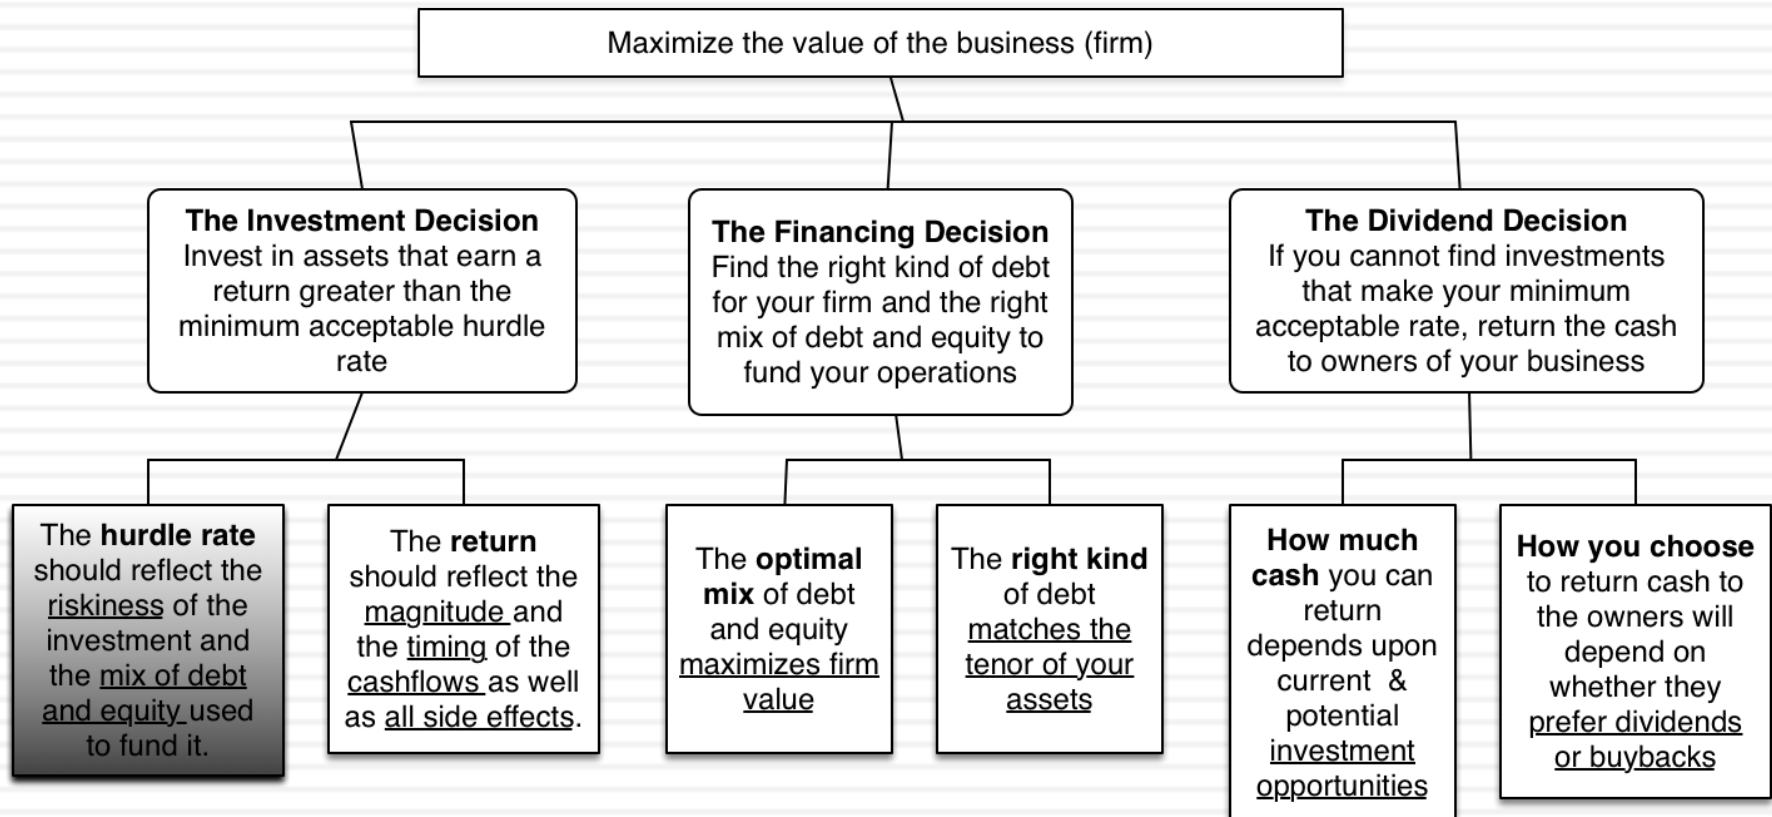 Maximize the value of the business (firm)
The Investment Decision
Invest in assets that earn a
return greater than the
minimum acceptable hurdle
rate
The Financing Decision
Find the right kind of debt
for your firm and the right
mix of debt and equity to
fund your operations
The Dividend Decision
If you cannot find investments
that make your minimum
acceptable rate, return the cash
to owners of your business
The hurdle rate
should reflect the
riskiness of the
investment and
the mix of debt
and equity used
to fund it.
The return
should reflect the
magnitude and
the timing of the
cashflows as well
as all side effects.
The optimal
mix of debt
and equity
maximizes firm
value
The right kind
of debt
matches the
tenor of your
assets
How much
cash you can
return
depends upon
current & 
potential
investment
opportunities
How you choose
to return cash to
the owners will
depend on
whether they
prefer dividends
or buybacks